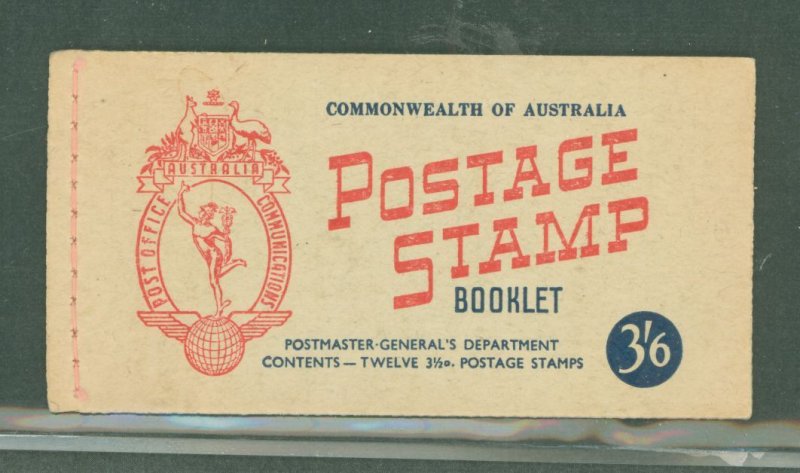 AUSTRALIA
POST OFFICE COMMUNICATIONS
COMMONWEALTH OF AUSTRALIA
POSTAGE
STAMP
BOOKLET
POSTMASTER-GENERAL'S DEPARTMENT
CONTENTS — TWELVE 3½D. POSTAGE STAMPS
3'6